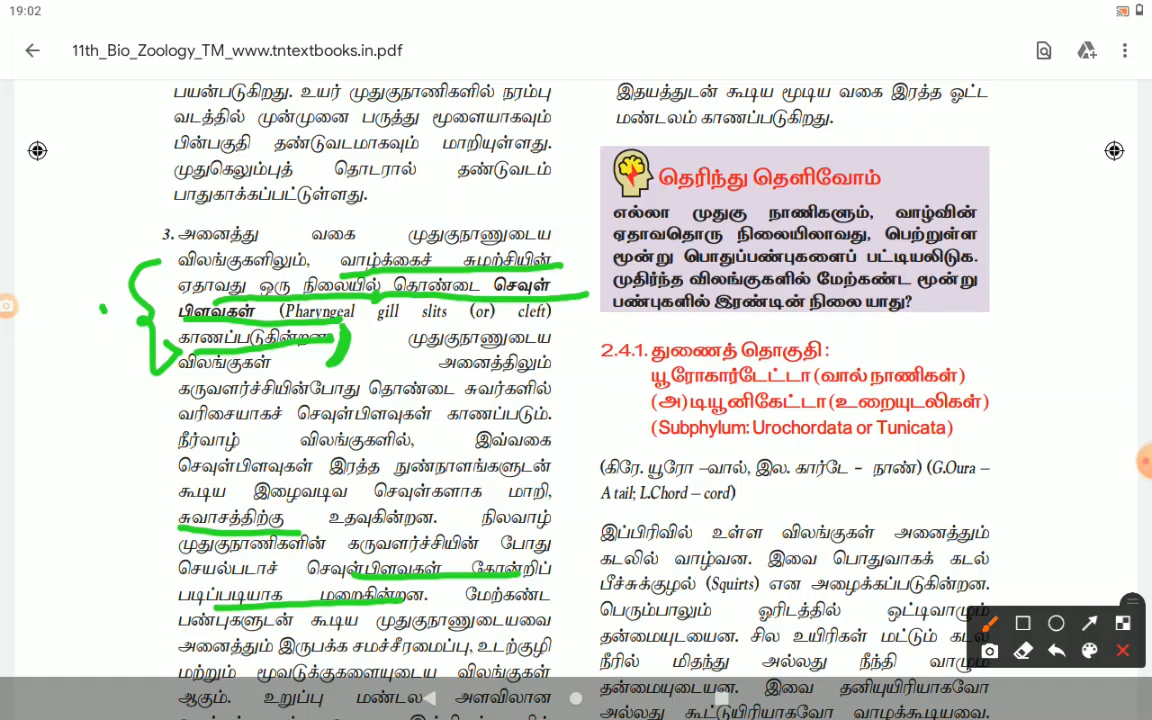 19:02
11th_Bio_Zoology_TM_www.tntextbooks.in.pdf
பயன்படுகிறது. உயர் முதுகுநாணிகளில் நரம்பு
வடத்தில் முன்முனை பருத்து மூளையாகவும்
பின்பகுதி தண்டுவடமாகவும் மாறியுள்ளது.
முதுகெலும்புத் தொடரால் தண்டுவடம்
பாதுகாக்கப்பட்டுள்ளது.
3. அனைத்து வகை முதுகுநாணுடைய
விலங்குகளிலும், வாழ்க்கைச் சுழற்சியின்
ஏதாவது ஒரு நிலையில் தொண்டை செவுள்
பிளவுகள் (Pharyngeal gill slits (or) cleft)
காணப்படுகின்றன. முதுகுநாணுடைய
விலங்குகள் அனைத்திலும்
கருவளர்ச்சியின்போது தொண்டை சுவர்களில்
வரிசையாகச் செவுள்பிளவுகள் காணப்படும்.
நீர்வாழ் விலங்குகளில், இவ்வகை
செவுள்பிளவுகள் இரத்த நுண்நாளங்களுடன்
கூடிய இழைவடிவ செவுள்களாக மாறி,
சுவாசத்திற்கு உதவுகின்றன. நிலவாழ்
முதுகுநாணிகளின் கருவளர்ச்சியின் போது
செயல்படாச் செவுள்பிளவுகள் தோன்றிப்
படிப்படியாக மறைகின்றன. மேற்கண்ட
பண்புகளுடன் கூடிய முதுகுநாணுடையவை
அனைத்தும் இருபக்க சமச்சீரமைப்பு, உடற்குழி
மற்றும் மூவடுக்குகளையுடைய விலங்குகள்
ஆகும். உறுப்பு மண்டல அளவிலான
இதயத்துடன் கூடிய மூடிய வகை இரத்த ஓட்ட
மண்டலம் காணப்படுகிறது.
தெரிந்து தெளிவோம்
எல்லா முதுகு நாணிகளும், வாழ்வின்
ஏதாவதொரு நிலையிலாவது, பெற்றுள்ள
மூன்று பொதுப்பண்புகளைப் பட்டியலிடுக.
முதிர்ந்த விலங்குகளில் மேற்கண்ட மூன்று
பண்புகளில் இரண்டின் நிலை யாது?
2.4.1. துணைத் தொகுதி :
யூரோகார்டேட்டா (வால் நாணிகள்)
(அ) டியூனிகேட்டா (உறையுடலிகள்)
(Subphylum: Urochordata or Tunicata)
(கிரே. யூரோ –வால், இல. கார்டே - நாண்) (G.Oura –
A tail; L.Chord – cord)
இப்பிரிவில் உள்ள விலங்குகள் அனைத்தும்
கடலில் வாழ்வன. இவை பொதுவாகக் கடல்
பீச்சுக்குழல் (Squirts) என அழைக்கப்படுகின்றன.
பெரும்பாலும் ஓரிடத்தில் ஒட்டிவாழும்
தன்மையுடயைன. சில உயிரிகள் மட்டும் கடல்
நீரில் மிதந்து அல்லது நீந்தி வாழும்
தன்மையுடையன. இவை தனியுயிரியாகவோ
அல்லது கூட்டுயிரியாகவோ வாழக்கூடியவை.